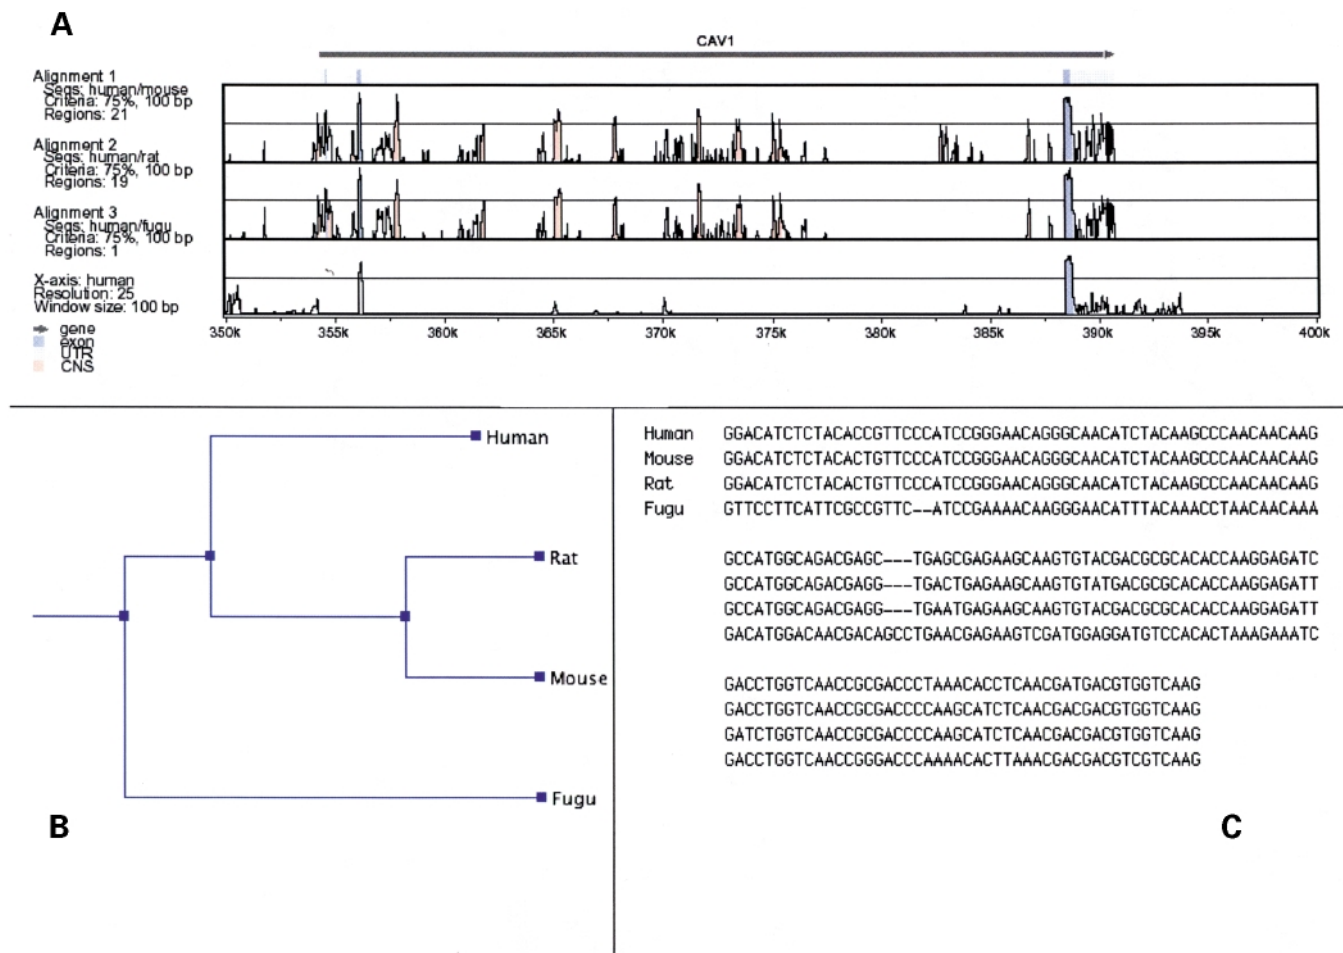 A
CAV1
Alignment 1
Seqs: human/mouse
Criteria: 75%, 100 bp
Regions: 21
Alignment 2
Seqs: human/rat
Criteria: 75%, 100 bp
Regions: 19
Alignment 3
Seqs: human/fugu
Criteria: 75%, 100 bp
Regions: 1
X-axis: human
Resolution: 25
Window size: 100 bp
gene
exon
UTR
CNS
350k 355k 360k 365k 370k 375k 380k 385k 390k 395k 400k
Human
Rat
Mouse
Fugu
B
Human GGACATCTCTACACCGTTCCCATCCGGGAACAGGGCAACATCTACAAGCCCAACAACAAG
Mouse GGACATCTCTACACTGTTCCCATCCGGGAACAGGGCAACATCTACAAGCCCAACAACAAG
Rat GGACATCTCTACACTGTTCCCATCCGGGAACAGGGCAACATCTACAAGCCCAACAACAAG
Fugu GTTCCTTCATTCGCCGTTC--ATCCGAAAACAAGGGAACATTTACAAACCTAACAACAAA
GCCATGGCAGACGAGC---TGAGCGAGAAGCAAGTGTACGACGCGCACACCAAGGAGATC
GCCATGGCAGACGAGG---TGACTGAGAAGCAAGTGTATGACGCGCACACCAAGGAGATT
GCCATGGCAGACGAGG---TGAATGAGAAGCAAGTGTACGACGCGCACACCAAGGAGATT
GACATGGACAACGACAGCCTGAACGAGAAGTCGATGGAGGATGTCCACACTAAAGAAATC
GACCTGGTCAACCGCGACCCTAAACACCTCAACGATGACGTGGTCAAG
GACCTGGTCAACCGCGACCCCAAGCATCTCAACGACGACGTGGTCAAG
GATCTGGTCAACCGCGACCCCAAGCATCTCAACGACGACGTGGTCAAG
GACCTGGTCAACCGGGACCCAAAACACTTAAACGACGACGTCGTCAAG
C